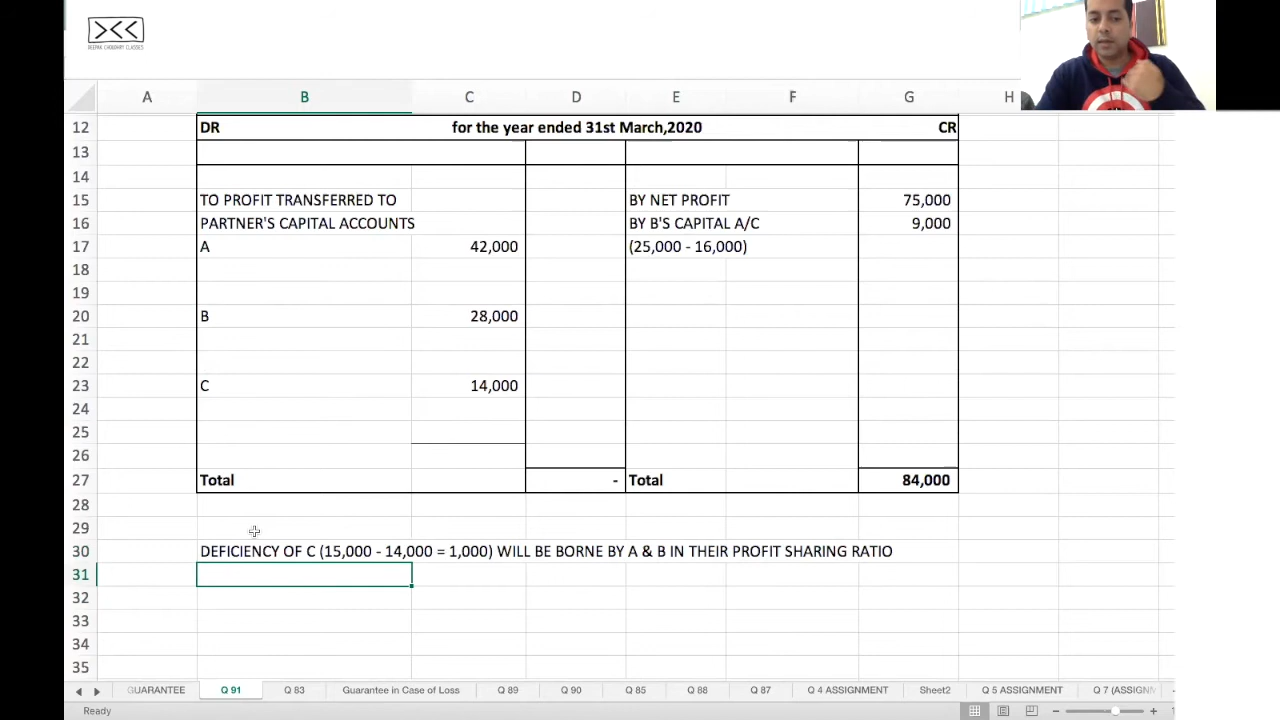 DEEPAK CHOUDHARY CLASSES
A B C D E F G H
12 DR for the year ended 31st March,2020 CR
13
14
15 TO PROFIT TRANSFERRED TO BY NET PROFIT 75,000
16 PARTNER'S CAPITAL ACCOUNTS BY B'S CAPITAL A/C 9,000
17 A 42,000 (25,000 - 16,000)
18
19
20 B 28,000
21
22
23 C 14,000
24
25
26
27 Total - Total 84,000
28
29
30 DEFICIENCY OF C (15,000 - 14,000 = 1,000) WILL BE BORNE BY A & B IN THEIR PROFIT SHARING RATIO
31
32
33
34
35
GUARANTEE Q 91 Q 83 Guarantee in Case of Loss Q 89 Q 90 Q 85 Q 88 Q 87 Q 4 ASSIGNMENT Sheet2 Q 5 ASSIGNMENT Q 7 (ASSIGNM
Ready